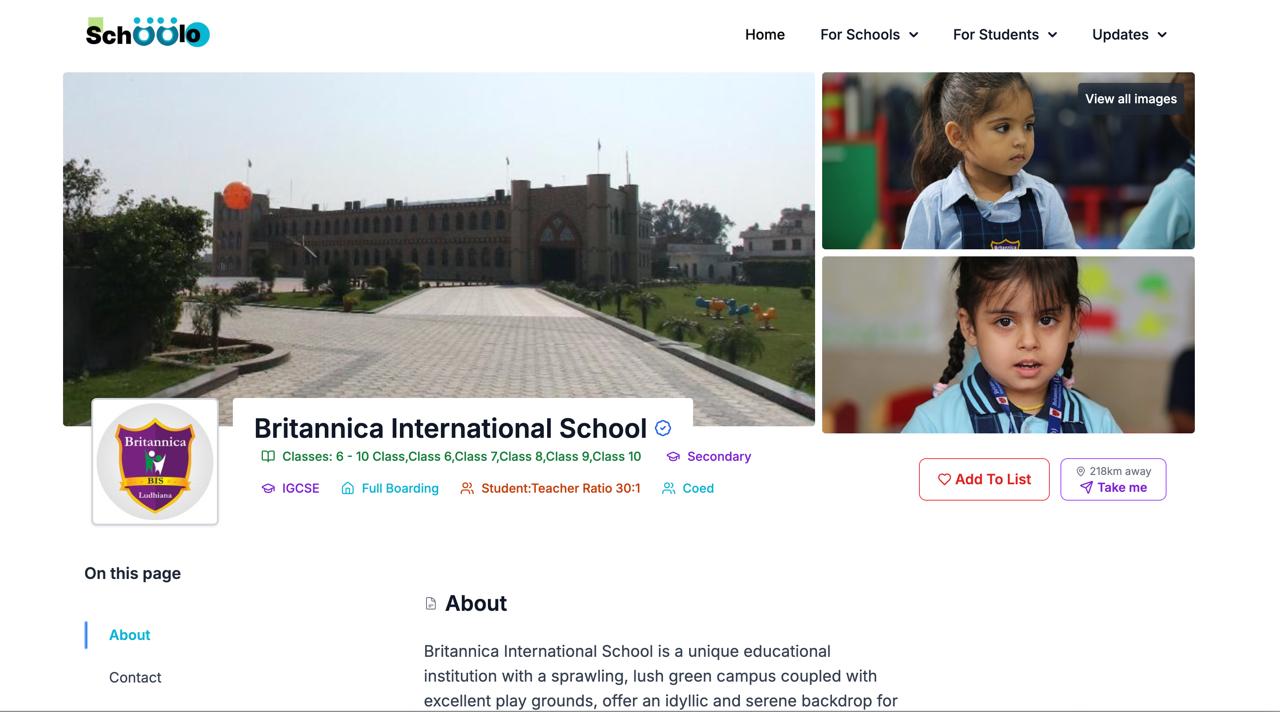 Schoolo
Home
For Schools
For Students
Updates
View all images
Britannica
Britannica International School
Classes: 6 - 10 Class,Class 6,Class 7,Class 8,Class 9,Class 10
Secondary
IGCSE
Full Boarding
Student:Teacher Ratio 30:1
Coed
Britannica
BIS
Ludhiana
Add To List
218km away
Take me
On this page
About
Contact
About
Britannica International School is a unique educational
institution with a sprawling, lush green campus coupled with
excellent play grounds, offer an idyllic and serene backdrop for